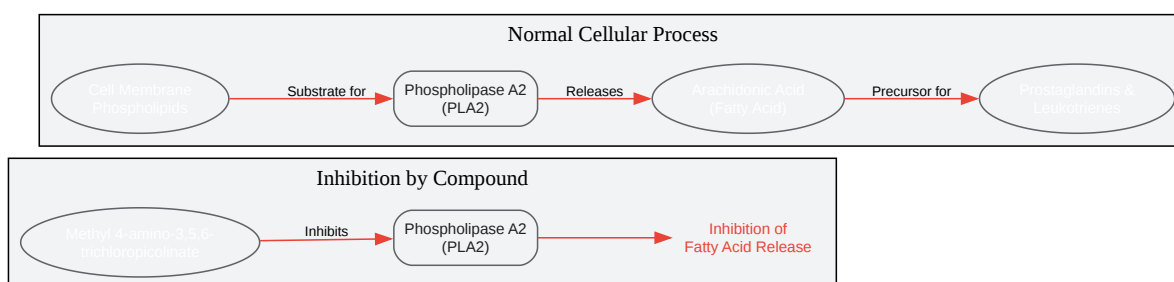 Normal Cellular Process
Cell Membrane
Phospholipids
Substrate for
Phospholipase A2
(PLA2)
Releases
Arachidonic Acid
(Fatty Acid)
Precursor for
Prostaglandins &
Leukotrienes
Inhibition by Compound
Methyl 4-amino-3,5,6-
trichloropicolinate
Inhibits
Phospholipase A2
(PLA2)
Inhibition of
Fatty Acid Release